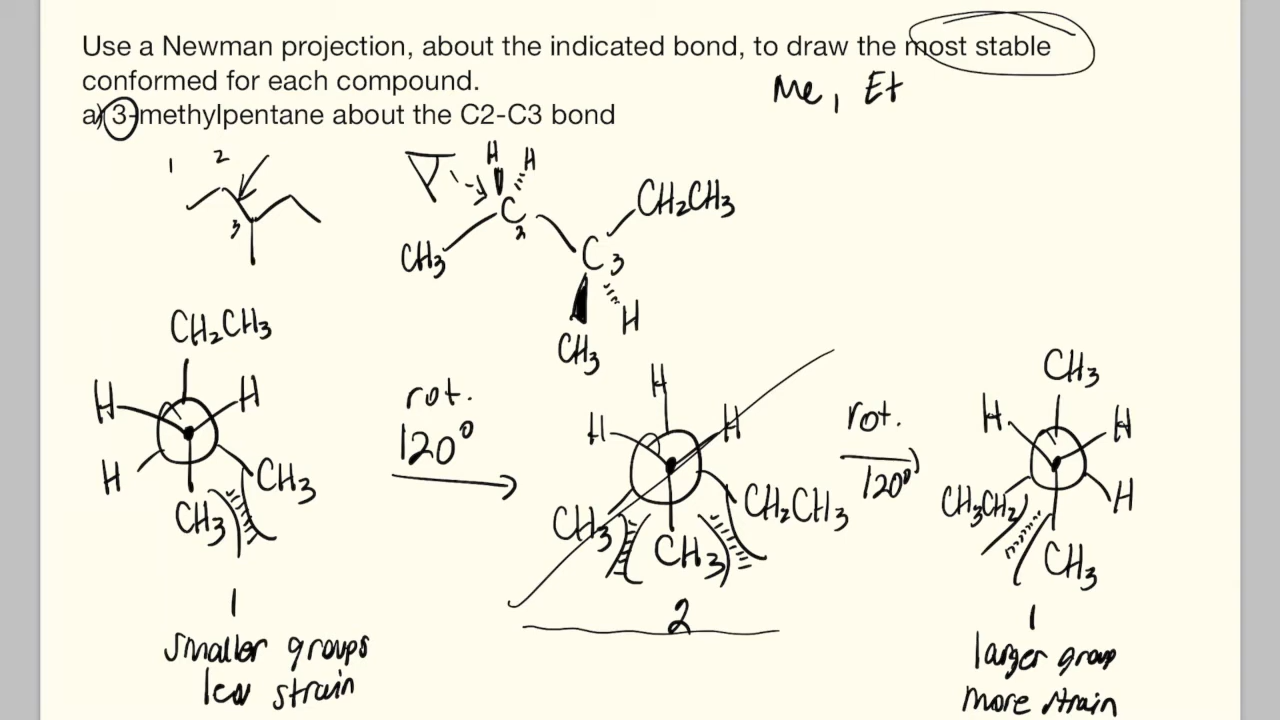 Use a Newman projection, about the indicated bond, to draw the most stable
conformed for each compound.
Me, Et
a) 3-methylpentane about the C2-C3 bond
1 2
3
H H
C
2
CH3
CH2CH3
C 3
H
CH3
CH2CH3
H H
H CH3
CH3
rot.
120°
H
H H
CH3 CH2CH3
CH3
rot.
120°
CH3
H H
CH3CH2 H
CH3
1
smaller groups
less strain
2
1
larger group
more strain